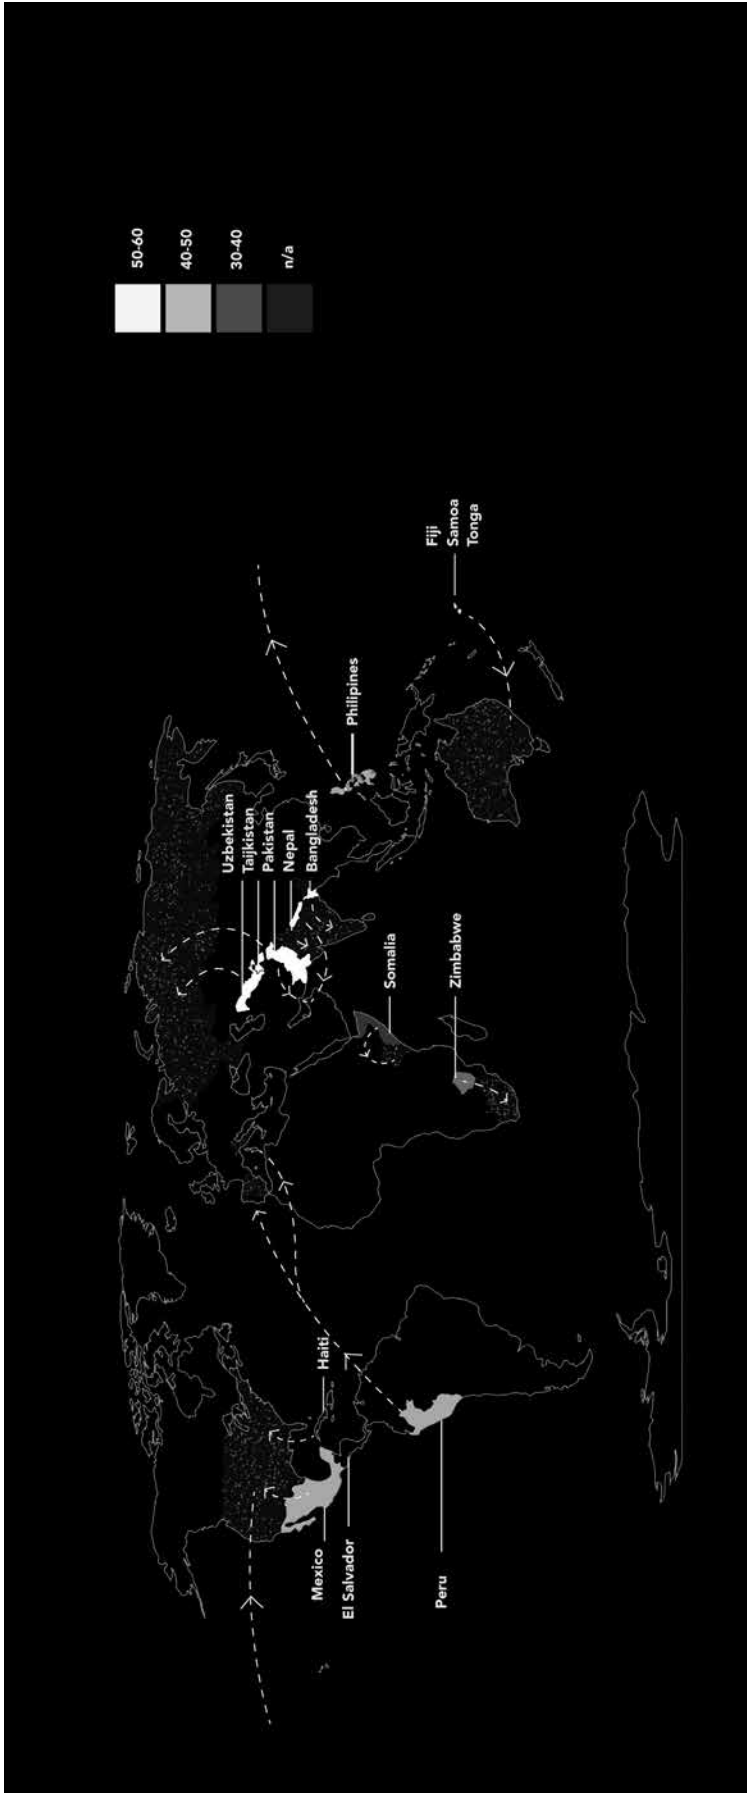 50-60
40-50
30-40
n/a
Uzbekistan
Taijkistan
Pakistan
Nepal
Bangladesh
Philipines
Fiji
Samoa
Tonga
Somalia
Zimbabwe
Haiti
Mexico
El Salvador
Peru